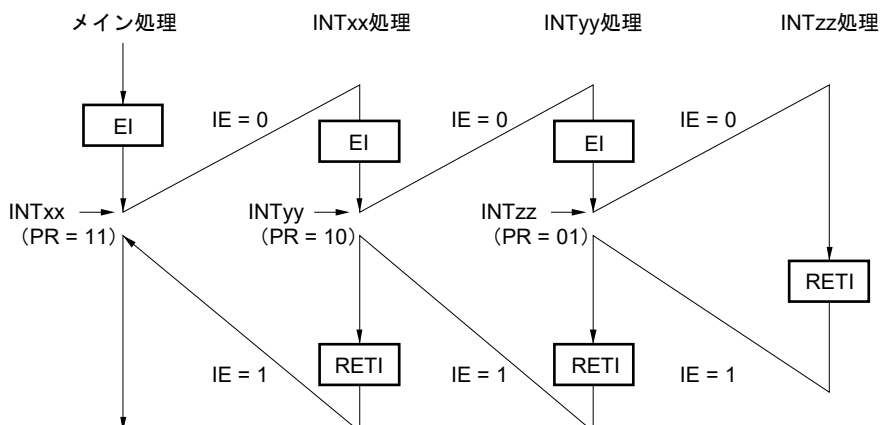 メイン処理 INTxx処理 INTyy処理 INTzz処理
IE = 0 IE = 0 IE = 0
EI EI EI
INTxx INTyy INTzz
（PR = 11） （PR = 10） （PR = 01）
RETI
RETI RETI
IE = 1 IE = 1 IE = 1